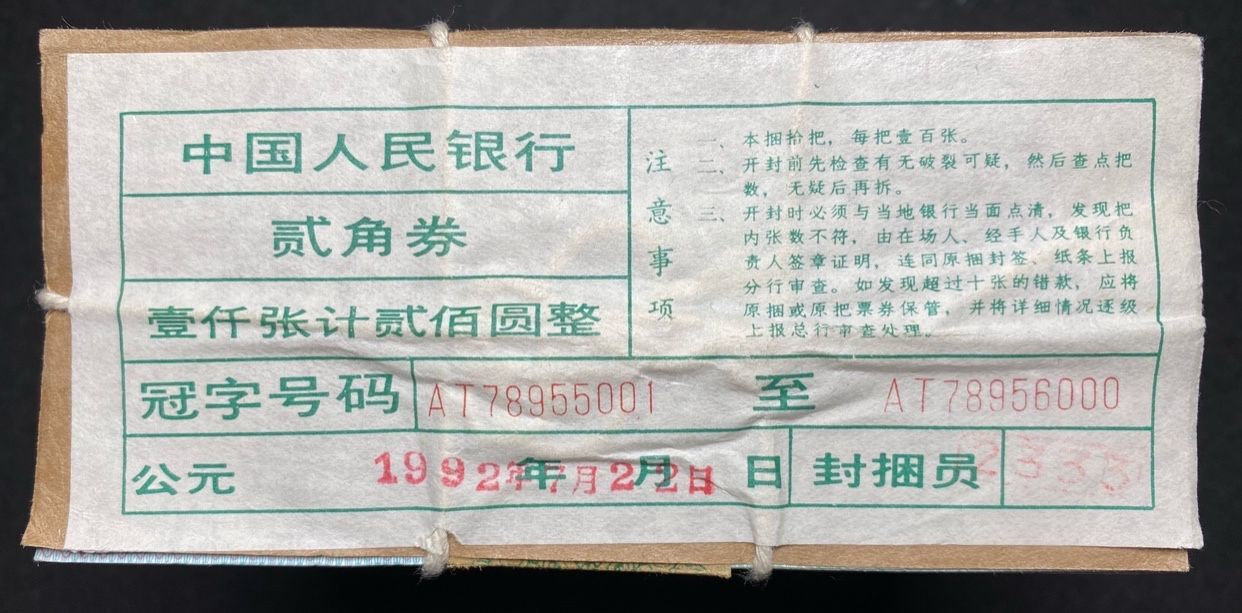 中国人民银行
贰角券
壹仟张计贰佰圆整
注意事项
一、本捆拾把，每把壹百张。
二、开封前先检查有无破裂可疑，然后查点把
数，无疑后再拆。
三、开封时必须与当地银行当面点清，发现把
内张数不符，由在场人、经手人及银行负
责人签章证明，连同原捆封签、纸条上报
分行审查。如发现超过十张的错款，应将
原捆或原把票券保管，并将详细情况逐级
上报总行审查处理。
冠字号码 AT78955001 至 AT78956000
公元 年 月 日 封捆员
1992年7月22日